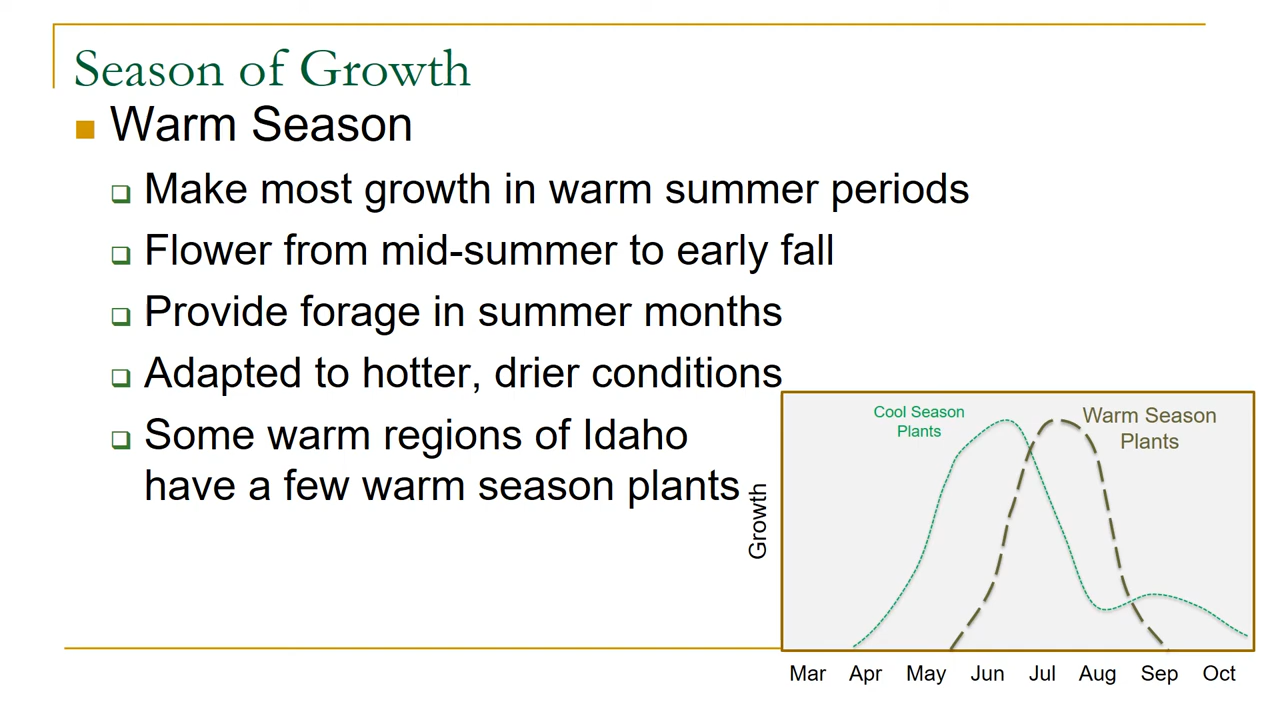 Season of Growth
Warm Season
Make most growth in warm summer periods
Flower from mid-summer to early fall
Provide forage in summer months
Adapted to hotter, drier conditions
Some warm regions of Idaho
have a few warm season plants
Cool Season
Plants
Warm Season
Plants
Growth
Mar Apr May Jun Jul Aug Sep Oct